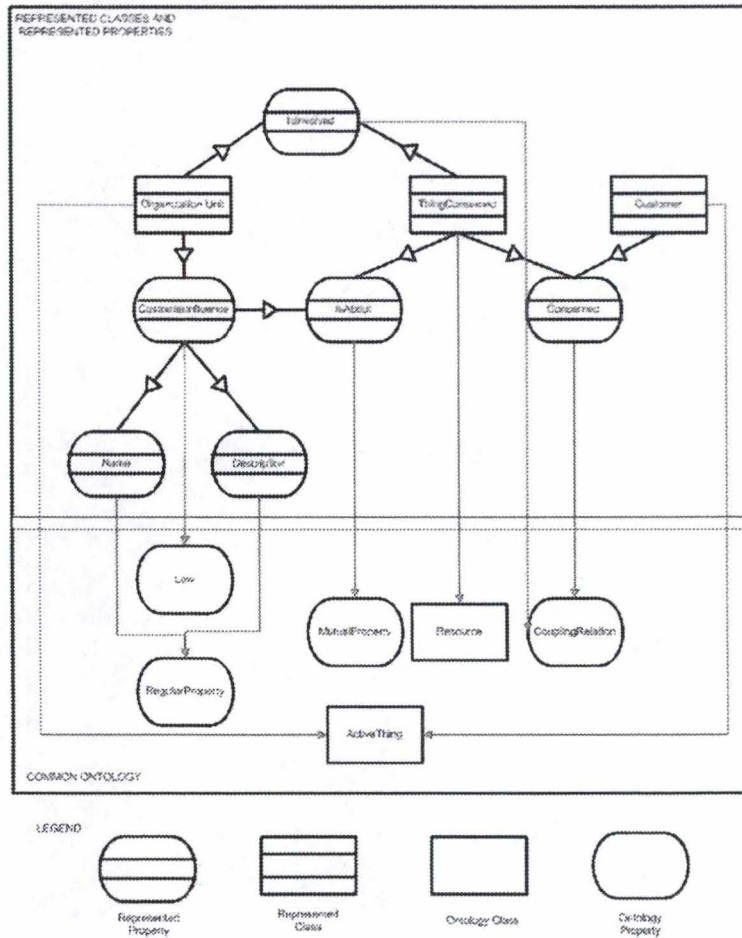 REPRESENTED CLASSES AND
REPRESENTED PROPERTIES
IsInvolved
Organization Unit
ThingConcerned
Customer
IsAbout
Concerned
Name
Description
Law
MutualProperty
Resource
CouplingRelation
RegularProperty
ActiveThing
COMMON ONTOLOGY
LEGEND
Represented
Property
Represented
Class
Ontology Class
Ontology
Property